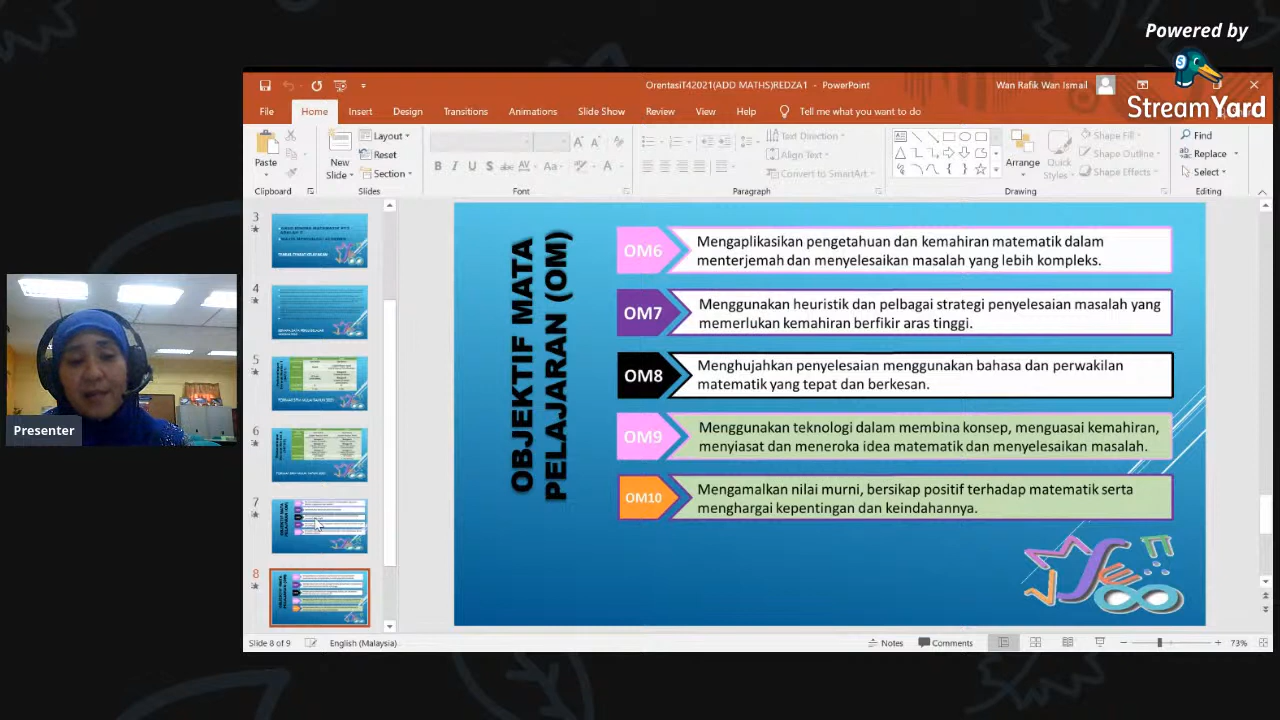 Powered by
StreamYard
OrentasiT42021(ADD MATHS)REDZA1 - PowerPoint
Wan Rafik Wan Ismail
File
Home
Insert
Design
Transitions
Animations
Slide Show
Review
View
Help
Tell me what you want to do
Paste
Clipboard
New
Slide
Layout
Reset
Section
Slides
Font
Text Direction
Align Text
Convert to SmartArt
Paragraph
Arrange
Quick
Styles
Shape Fill
Shape Outline
Shape Effects
Drawing
Find
Replace
Select
Editing
3
4
5
6
7
8
OBJEKTIF MATA
PELAJARAN (OM)
OM6
Mengaplikasikan pengetahuan dan kemahiran matematik dalam
menterjemah dan menyelesaikan masalah yang lebih kompleks.
OM7
Menggunakan heuristik dan pelbagai strategi penyelesaian masalah yang
memerlukan kemahiran berfikir aras tinggi.
OM8
Menghujahkan penyelesaian menggunakan bahasa dan perwakilan
matematik yang tepat dan berkesan.
OM9
Menggunakan teknologi dalam membina konsep, menguasai kemahiran,
menyiasat dan meneroka idea matematik dan menyelesaikan masalah.
OM10
Mengamalkan nilai murni, bersikap positif terhadap matematik serta
menghargai kepentingan dan keindahannya.
Presenter
Slide 8 of 9
English (Malaysia)
Notes
Comments
73%